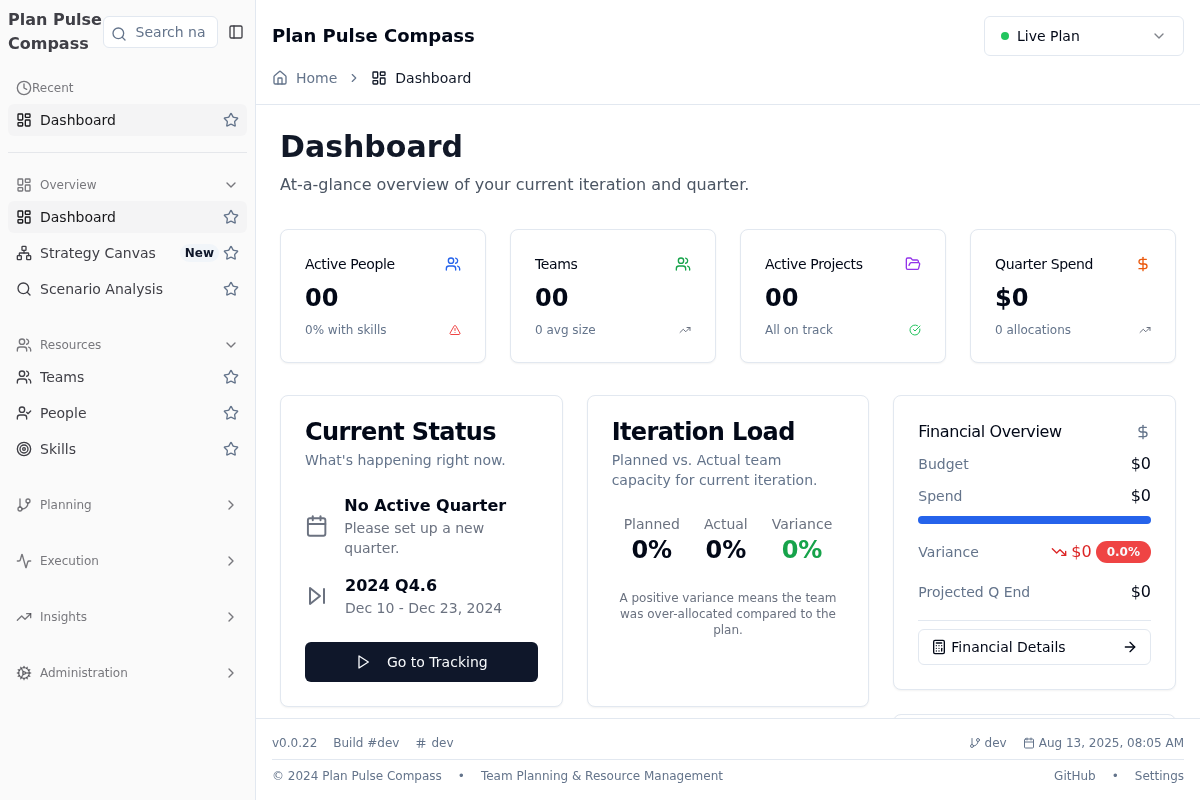 Plan Pulse
Compass
Search na
Recent
Dashboard
Overview
Dashboard
Strategy Canvas New
Scenario Analysis
Resources
Teams
People
Skills
Planning
Execution
Insights
Administration
Plan Pulse Compass
Live Plan
Home
Dashboard
Dashboard
At-a-glance overview of your current iteration and quarter.
Active People
00
0% with skills
Teams
00
0 avg size
Active Projects
00
All on track
Quarter Spend
$0
0 allocations
Current Status
What's happening right now.
No Active Quarter
Please set up a new
quarter.
2024 Q4.6
Dec 10 - Dec 23, 2024
Go to Tracking
Iteration Load
Planned vs. Actual team
capacity for current iteration.
Planned Actual Variance
0% 0% 0%
A positive variance means the team
was over-allocated compared to the
plan.
Financial Overview
Budget $0
Spend $0
Variance $0 0.0%
Projected Q End $0
Financial Details
v0.0.22 Build #dev dev
dev Aug 13, 2025, 08:05 AM
© 2024 Plan Pulse Compass • Team Planning & Resource Management
GitHub • Settings